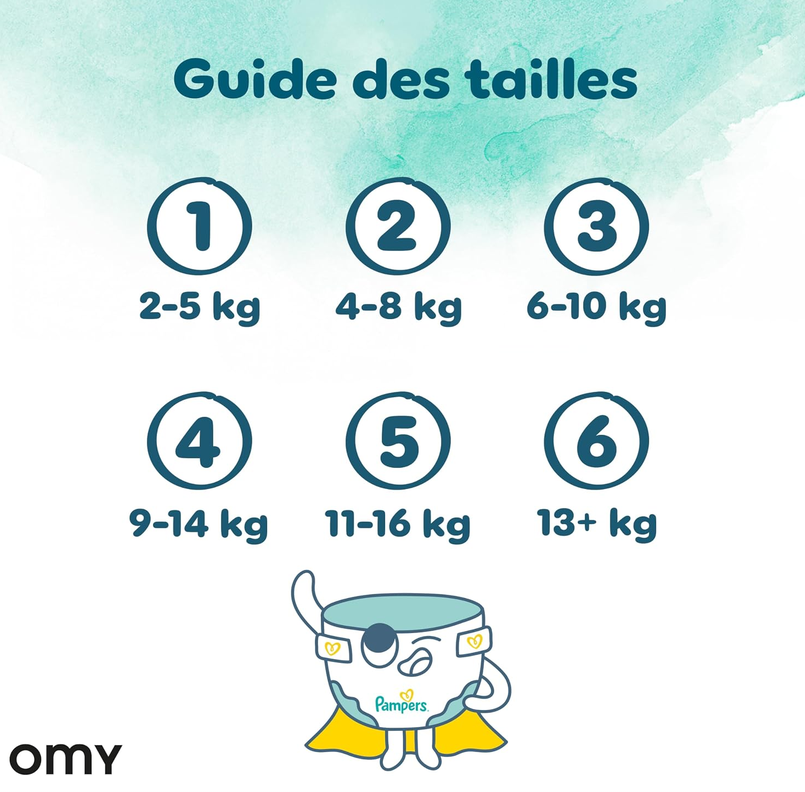 Guide des tailles
1 2 3
2-5 kg 4-8 kg 6-10 kg
4 5 6
9-14 kg 11-16 kg 13+ kg
Pampers
omy